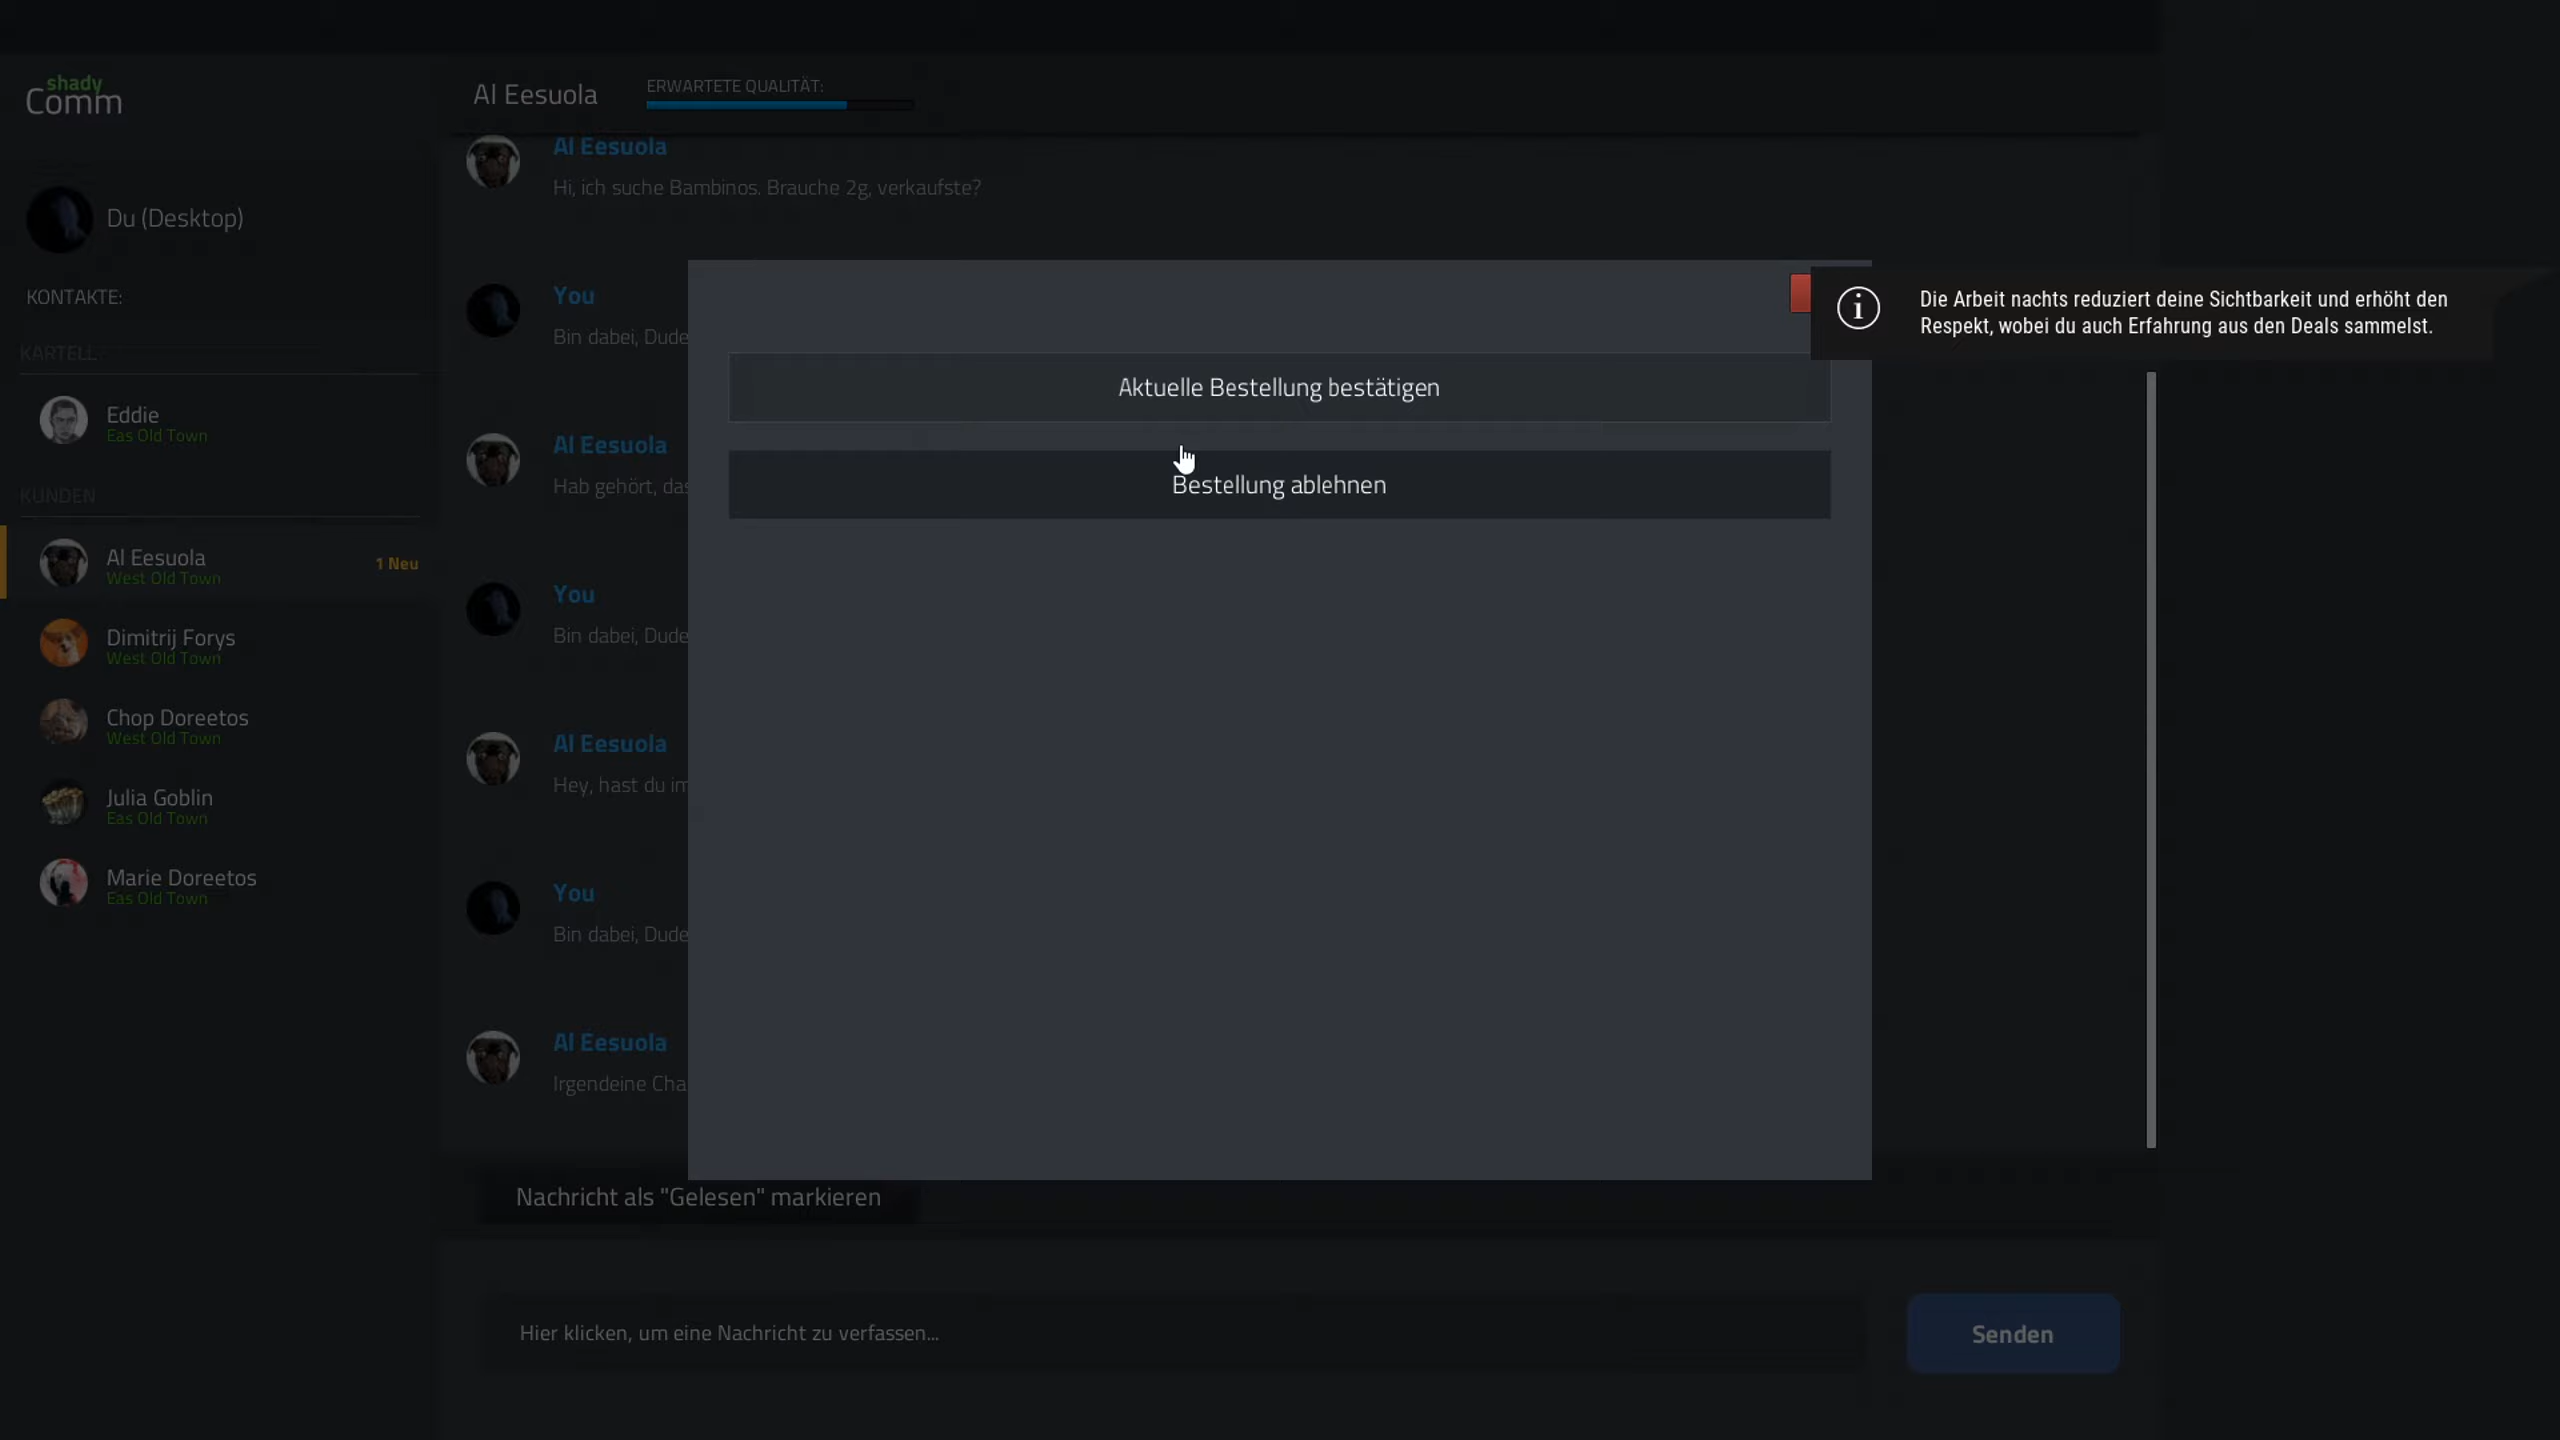 shady
Comm
Du (Desktop)
KONTAKTE:
KARTELL
Eddie
Eas Old Town
KUNDEN
Al Eesuola
West Old Town
1 Neu
Dimitrij Forys
West Old Town
Chop Doreetos
West Old Town
Julia Goblin
Eas Old Town
Marie Doreetos
Eas Old Town
Al Eesuola
ERWARTETE QUALITÄT:
Al Eesuola
Hi, ich suche Bambinos. Brauche 2g, verkaufste?
You
Bin dabei, Dude
Al Eesuola
Hab gehört, das
You
Bin dabei, Dude
Al Eesuola
Hey, hast du im
You
Bin dabei, Dude
Al Eesuola
Irgendeine Cha
Aktuelle Bestellung bestätigen
Bestellung ablehnen
Die Arbeit nachts reduziert deine Sichtbarkeit und erhöht den
Respekt, wobei du auch Erfahrung aus den Deals sammelst.
Nachricht als "Gelesen" markieren
Hier klicken, um eine Nachricht zu verfassen...
Senden